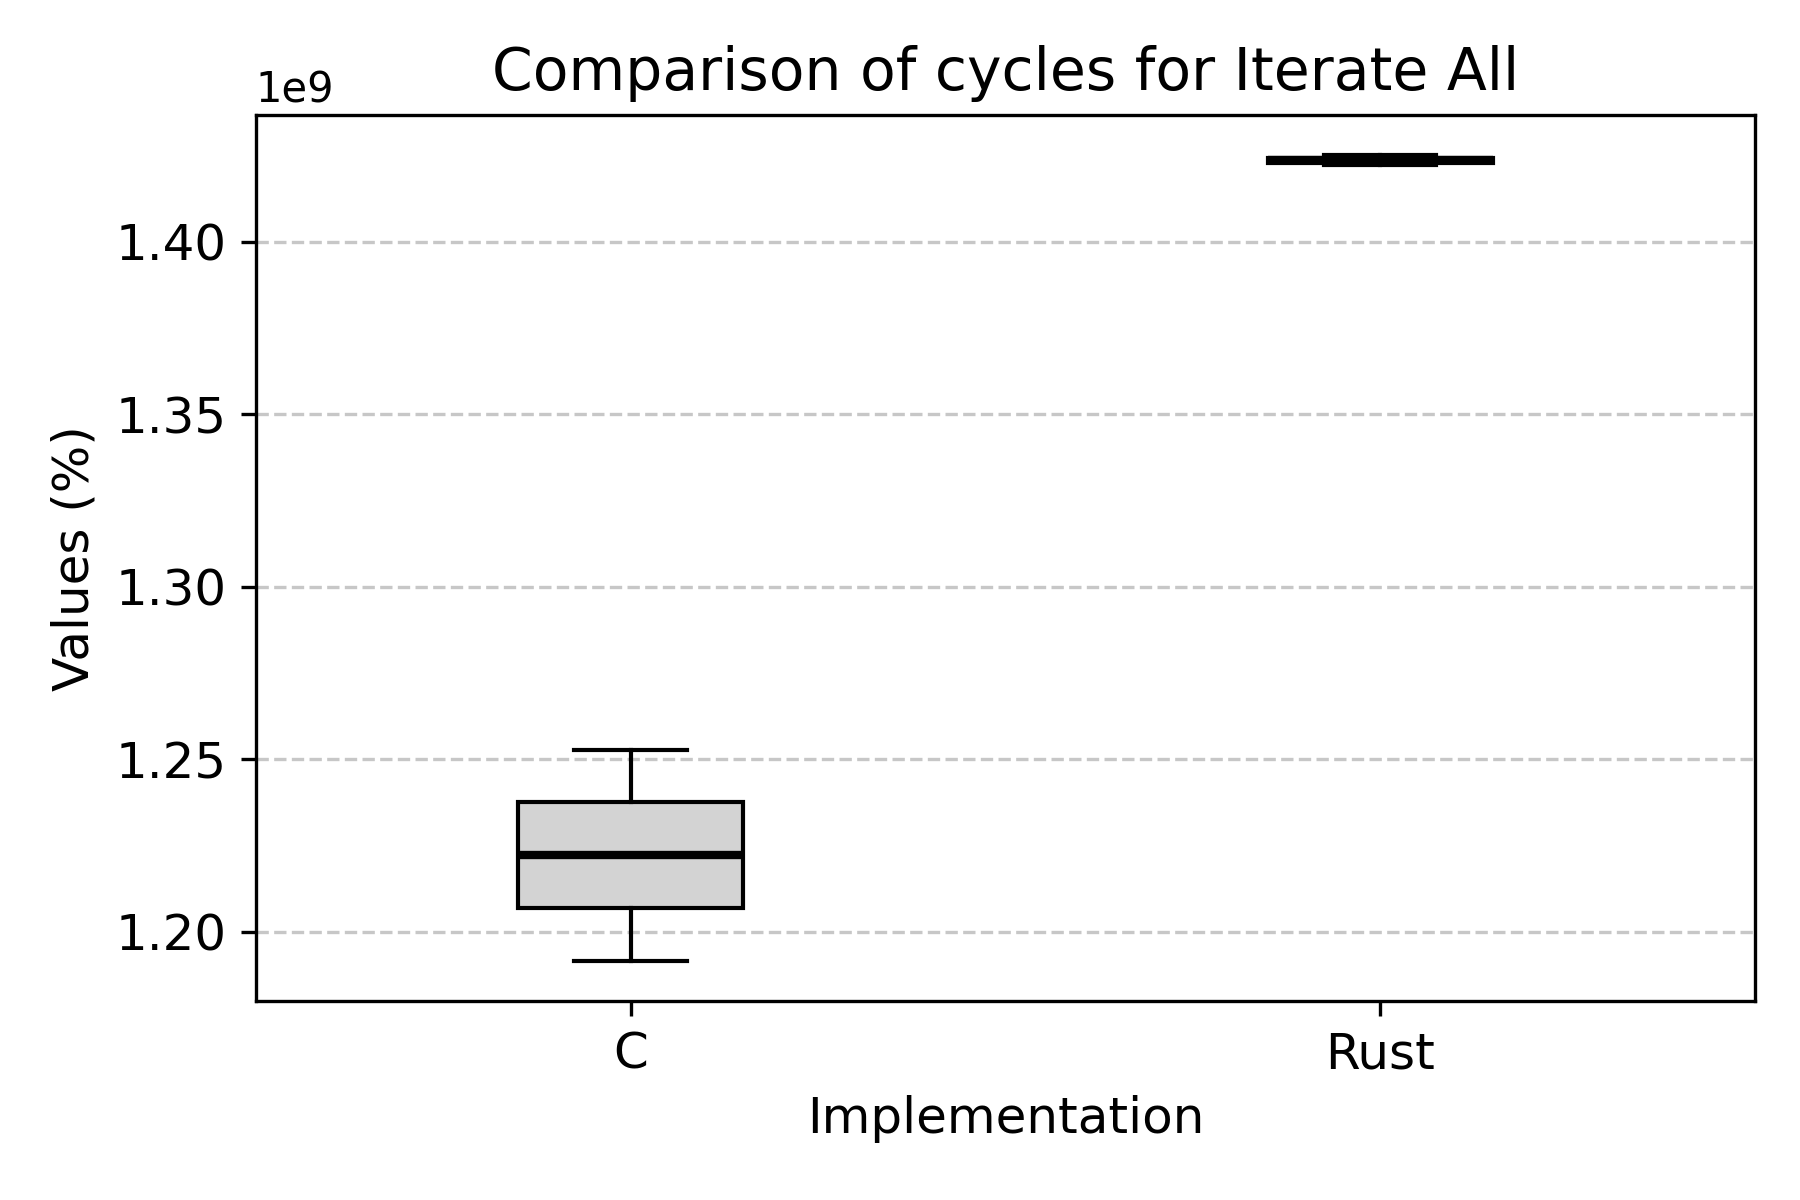 Comparison of cycles for Iterate All
1e9
1.40
1.35
1.30
1.25
1.20
Values (%)
C
Rust
Implementation